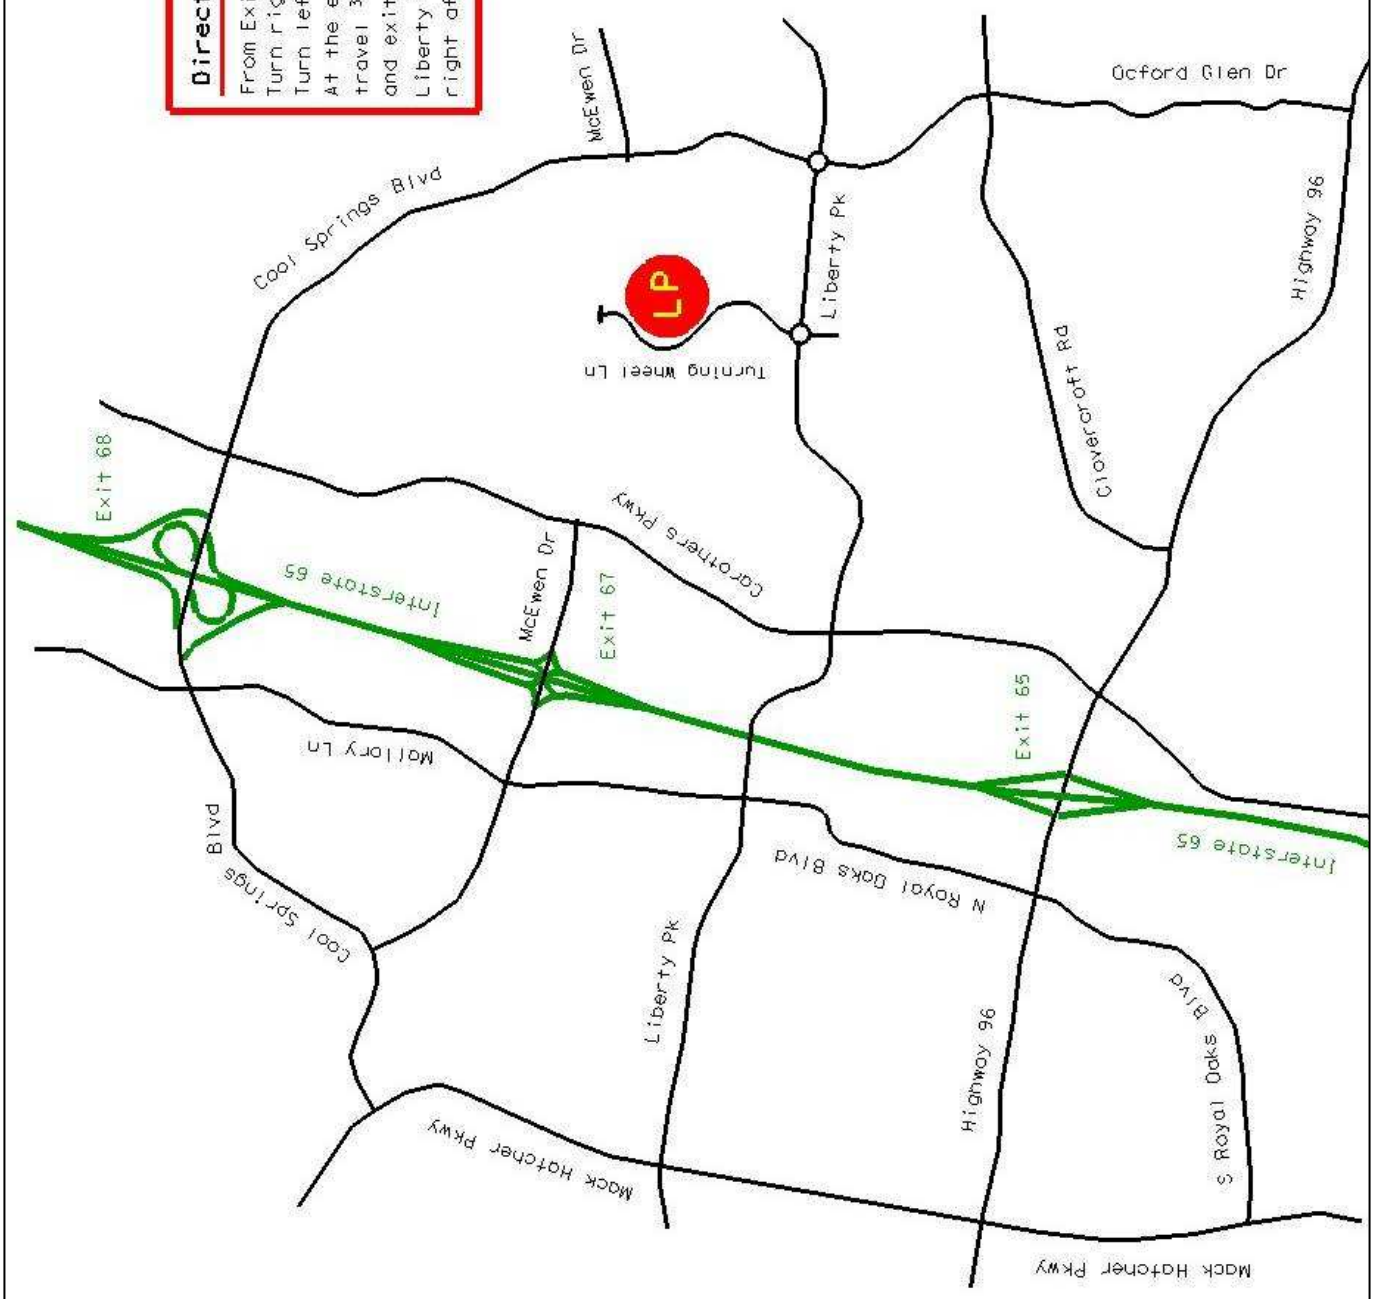 Direct
From Exi
Turn rig
Turn lef
At the e
travel 3
and exit
Liberty
right af
McEwen Dr
Ocford Glen Dr
Cool Springs Blvd
Liberty Pk
Highway 96
LP
Turning Wheel Ln
Clovercroft Rd
Exit 68
Carothers Pkwy
Interstate 65
McEwen Dr
Exit 67
Exit 65
Mallory Ln
Blvd
Cool Springs
N Royal Oaks Blvd
Interstate 65
Liberty Pk
Highway 96
S Royal Oaks Blvd
Mack Hatcher Pkwy
Mack Hatcher Pkwy